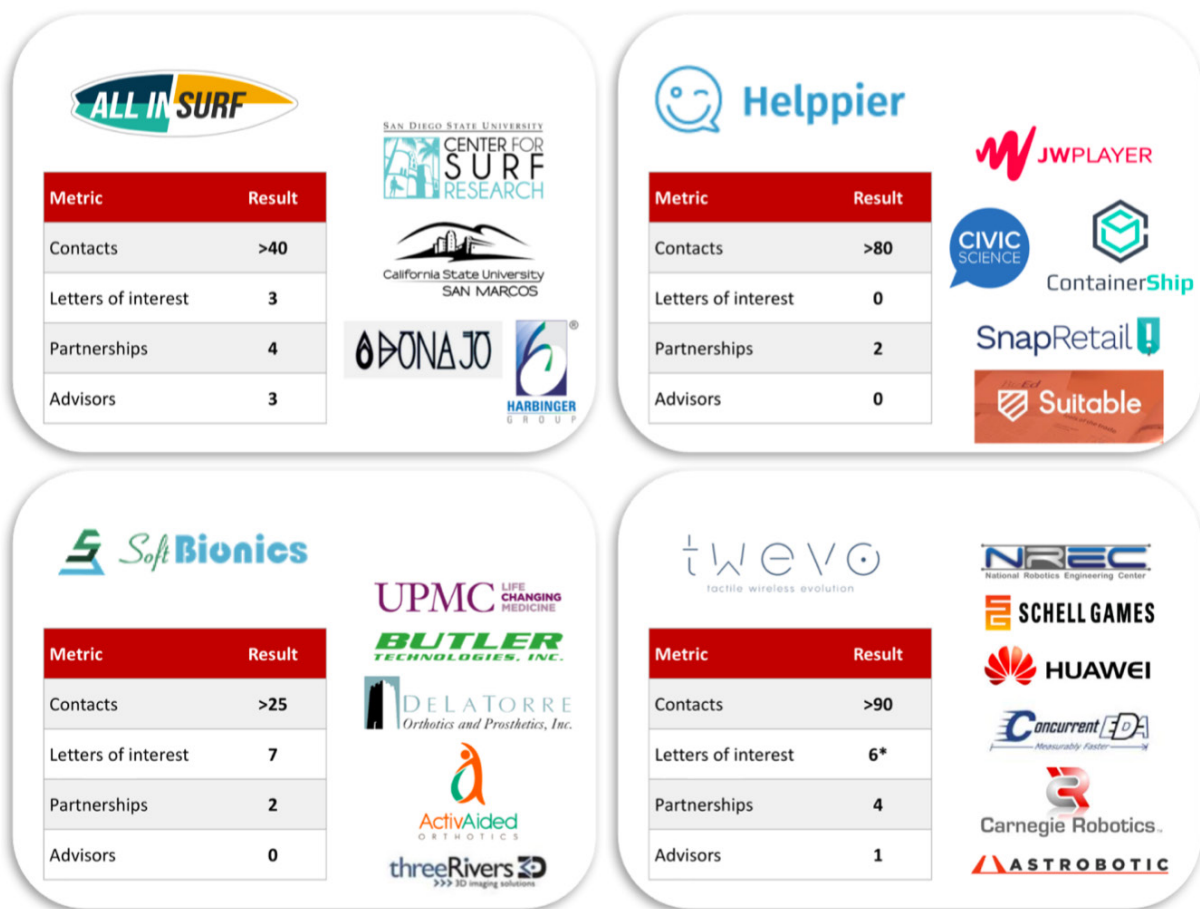 ALL IN SURF
Metric Result
Contacts >40
Letters of interest 3
Partnerships 4
Advisors 3
SAN DIEGO STATE UNIVERSITY
CENTER FOR
SURF
RESEARCH
California State University
SAN MARCOS
HARBINGER
GROUP
®
Helppier
Metric Result
Contacts >80
Letters of interest 0
Partnerships 2
Advisors 0
JWPLAYER
CIVIC
SCIENCE
ContainerShip
SnapRetail
Suitable
Soft Bionics
Metric Result
Contacts >25
Letters of interest 7
Partnerships 2
Advisors 0
UPMC LIFE
CHANGING
MEDICINE
BUTLER
TECHNOLOGIES, INC.
DELATORRE
Orthotics and Prosthetics, Inc.
ActivAided
ORTHOTICS
threeRivers 3D
>>> 3D imaging solutions
twevo
tactile wireless evolution
Metric Result
Contacts >90
Letters of interest 6*
Partnerships 4
Advisors 1
NREC
National Robotics Engineering Center
SCHELL GAMES
HUAWEI
Concurrent EDA
Measurably Faster
Carnegie Robotics
ASTROBOTIC